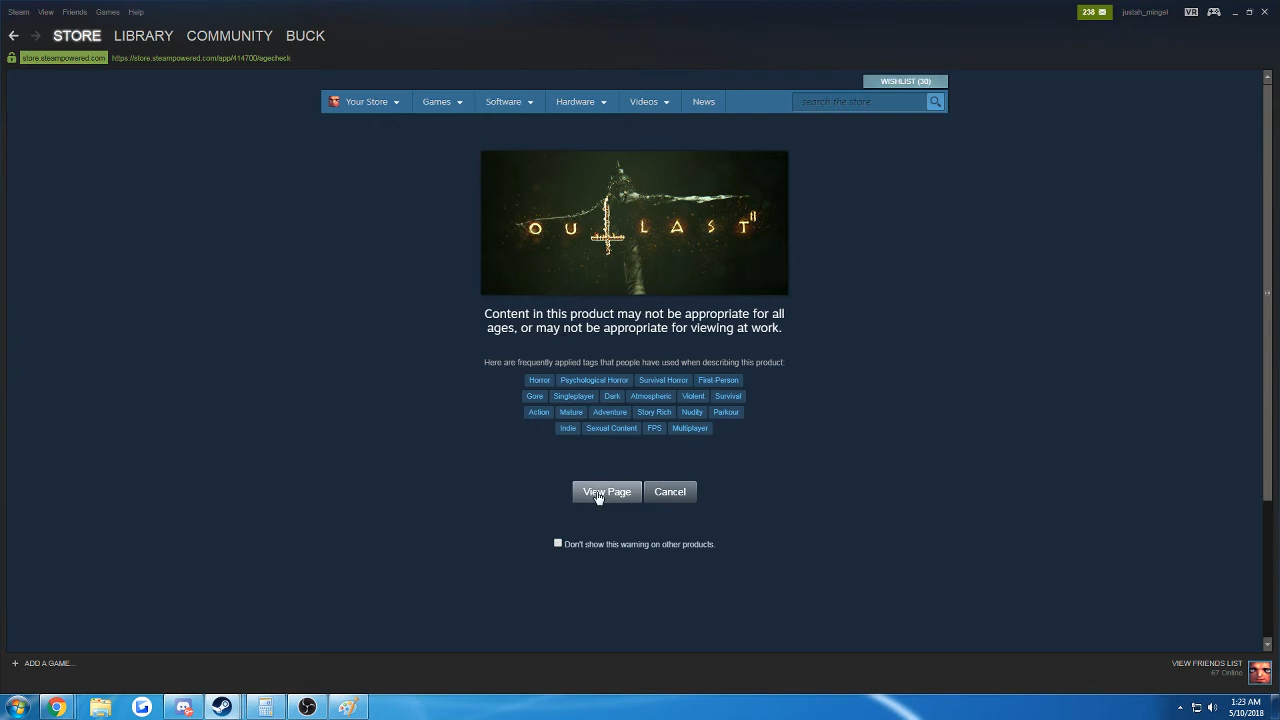 Steam View Friends Games Help 238 justah_mingel VR
STORE LIBRARY COMMUNITY BUCK
store.steampowered.com https://store.steampowered.com/app/414700/agecheck
WISHLIST (30)
Your Store Games Software Hardware Videos News search the store
OUTLAST II
Content in this product may not be appropriate for all
ages, or may not be appropriate for viewing at work.
Here are frequently applied tags that people have used when describing this product:
Horror Psychological Horror Survival Horror First-Person
Gore Singleplayer Dark Atmospheric Violent Survival
Action Mature Adventure Story Rich Nudity Parkour
Indie Sexual Content FPS Multiplayer
View Page Cancel
Don't show this warning on other products.
+ ADD A GAME... VIEW FRIENDS LIST
67 Online
1:23 AM
5/10/2018